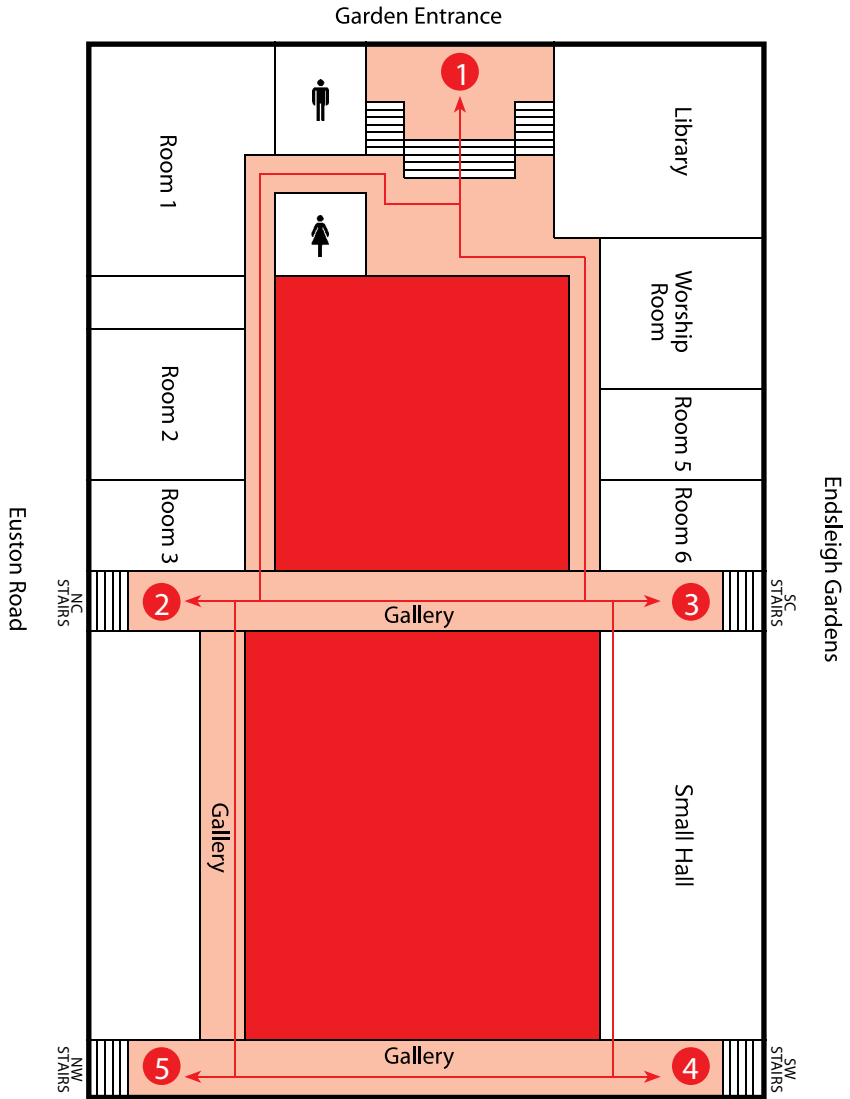 Garden Entrance
1
Room 1
Library
Worship
Room
Room 2
Room 5
Room 3
Room 6
Euston Road
Endsleigh Gardens
NC
STAIRS
2
Gallery
3
SC
STAIRS
Gallery
Small Hall
NW
STAIRS
5
Gallery
4
SW
STAIRS